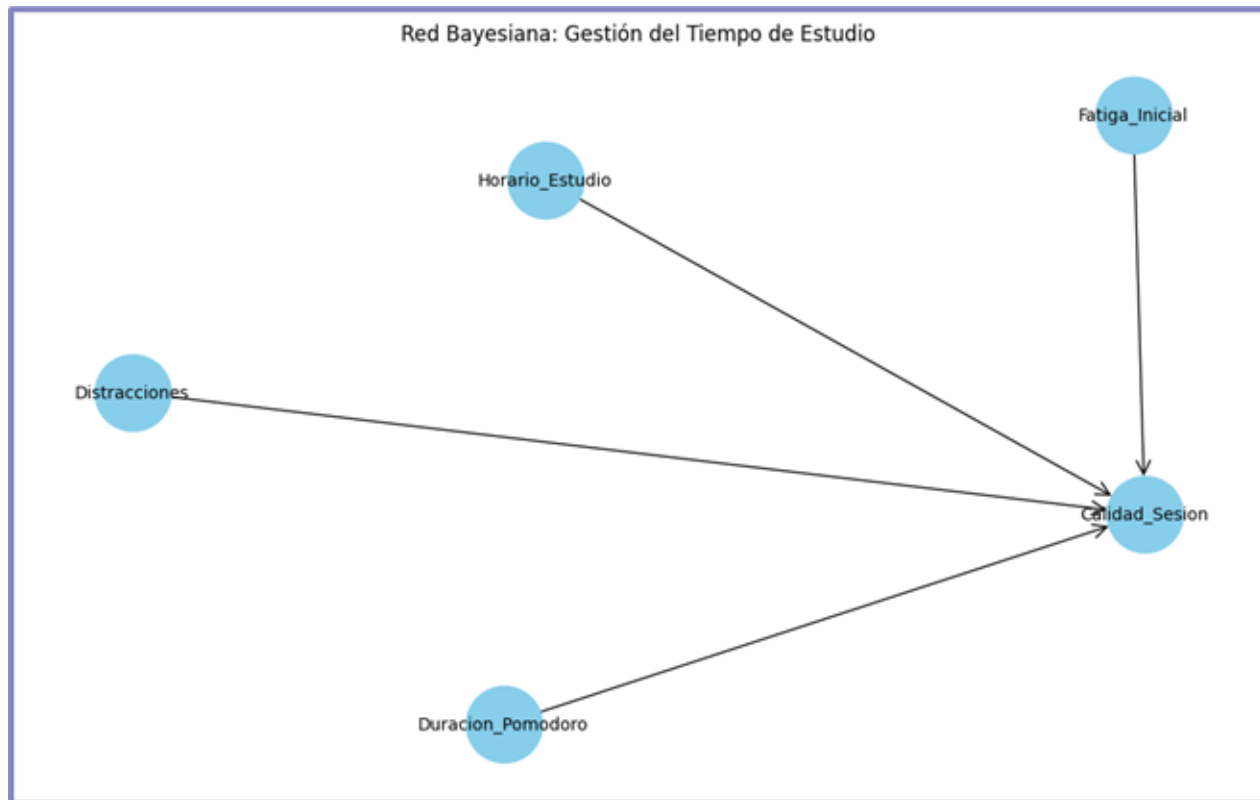 Red Bayesiana: Gestión del Tiempo de Estudio
Fatiga_Inicial
Horario_Estudio
Distracciones
Calidad_Sesion
Duracion_Pomodoro